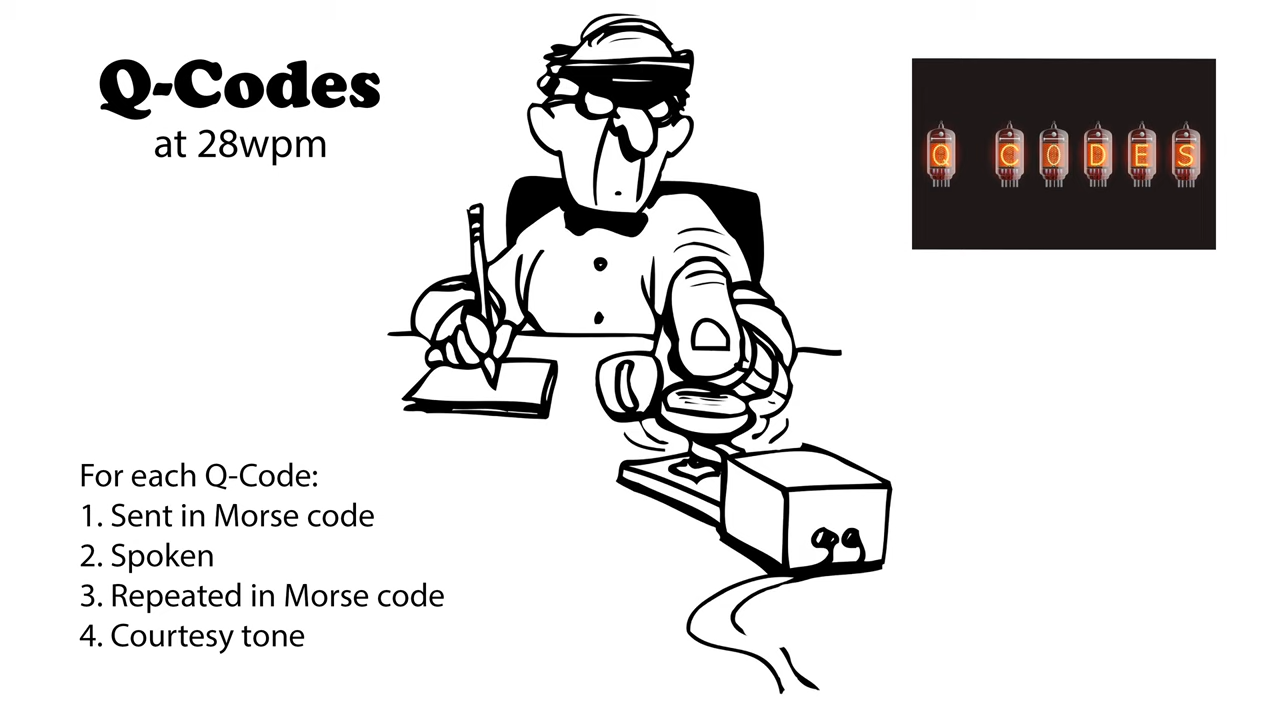 Q-Codes
at 28wpm
Q CODES
For each Q-Code:
1. Sent in Morse code
2. Spoken
3. Repeated in Morse code
4. Courtesy tone